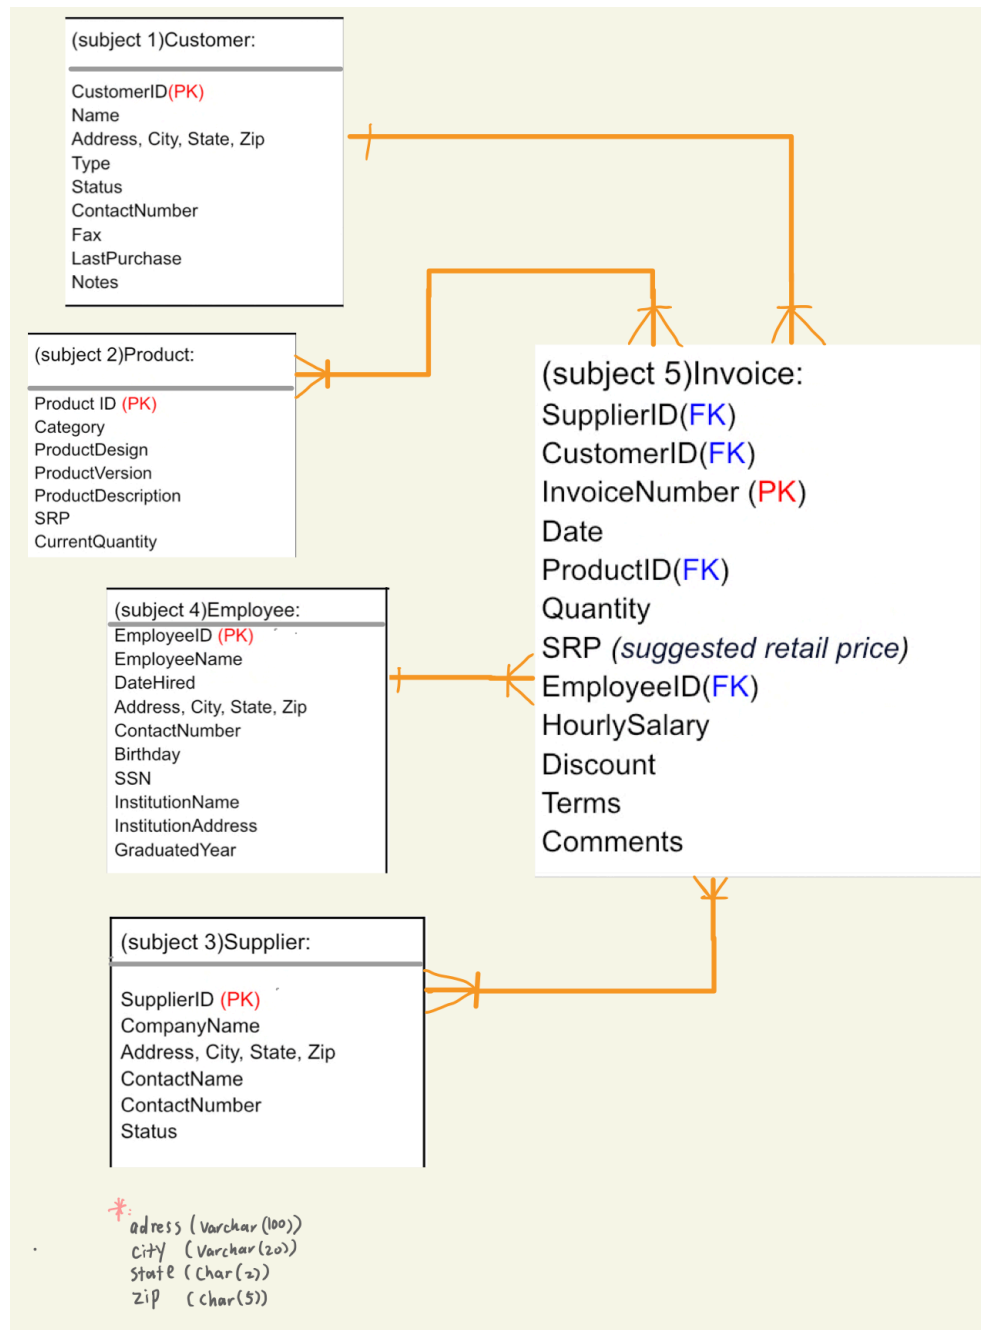 (subject 1)Customer:
CustomerID(PK)
Name
Address, City, State, Zip
Type
Status
ContactNumber
Fax
LastPurchase
Notes
(subject 2)Product:
Product ID (PK)
Category
ProductDesign
ProductVersion
ProductDescription
SRP
CurrentQuantity
(subject 4)Employee:
EmployeeID (PK)
EmployeeName
DateHired
Address, City, State, Zip
ContactNumber
Birthday
SSN
InstitutionName
InstitutionAddress
GraduatedYear
(subject 3)Supplier:
SupplierID (PK)
CompanyName
Address, City, State, Zip
ContactName
ContactNumber
Status
(subject 5)Invoice:
SupplierID(FK)
CustomerID(FK)
InvoiceNumber (PK)
Date
ProductID(FK)
Quantity
SRP (suggested retail price)
EmployeeID(FK)
HourlySalary
Discount
Terms
Comments
*:
adress (varchar(100))
city (varchar(20))
state (char(2))
zip (char(5))